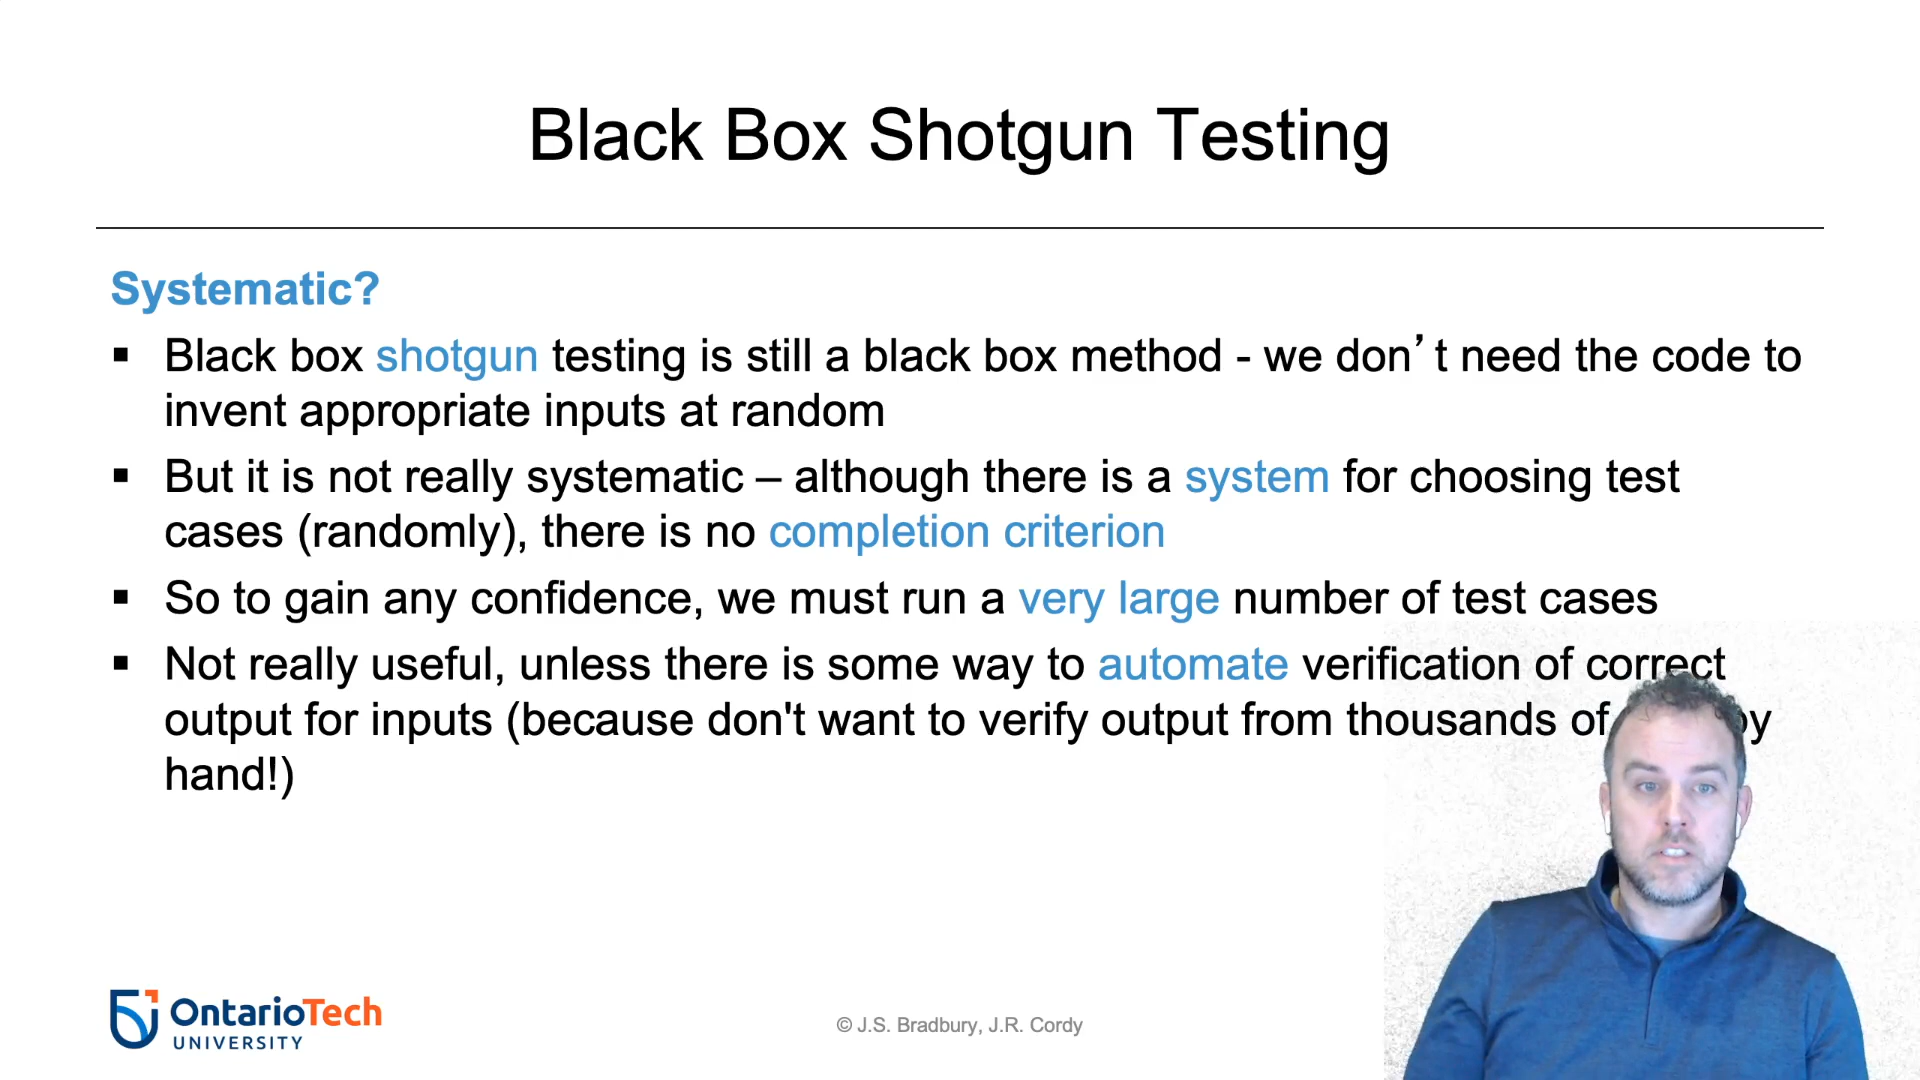 Black Box Shotgun Testing
Systematic?
▪ Black box shotgun testing is still a black box method - we don’t need the code to
invent appropriate inputs at random
▪ But it is not really systematic – although there is a system for choosing test
cases (randomly), there is no completion criterion
▪ So to gain any confidence, we must run a very large number of test cases
▪ Not really useful, unless there is some way to automate verification of correct
output for inputs (because don't want to verify output from thousands of
hand!)
OntarioTech
UNIVERSITY
© J.S. Bradbury, J.R. Cordy